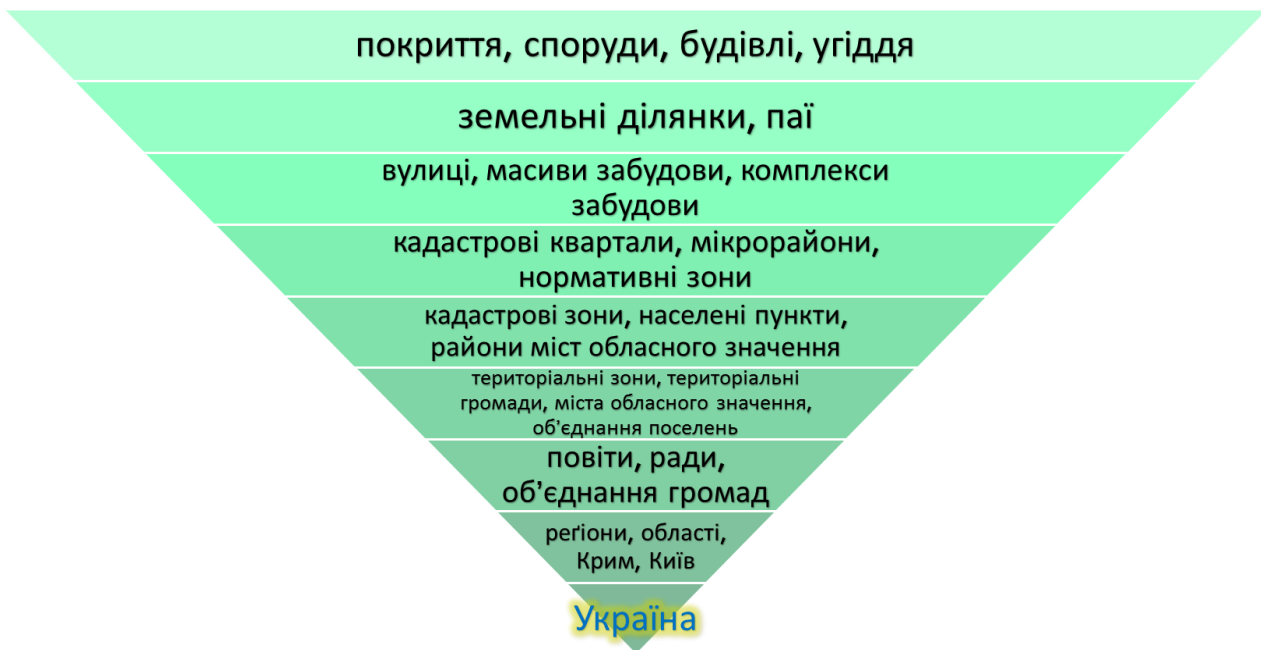 покриття, споруди, будівлі, угіддя
земельні ділянки, паї
вулиці, масиви забудови, комплекси
забудови
кадастрові квартали, мікрорайони,
нормативні зони
кадастрові зони, населені пункти,
райони міст обласного значення
територіальні зони, територіальні
громади, міста обласного значення,
об’єднання поселень
повіти, ради,
об’єднання громад
реґіони, області,
Крим, Київ
Україна